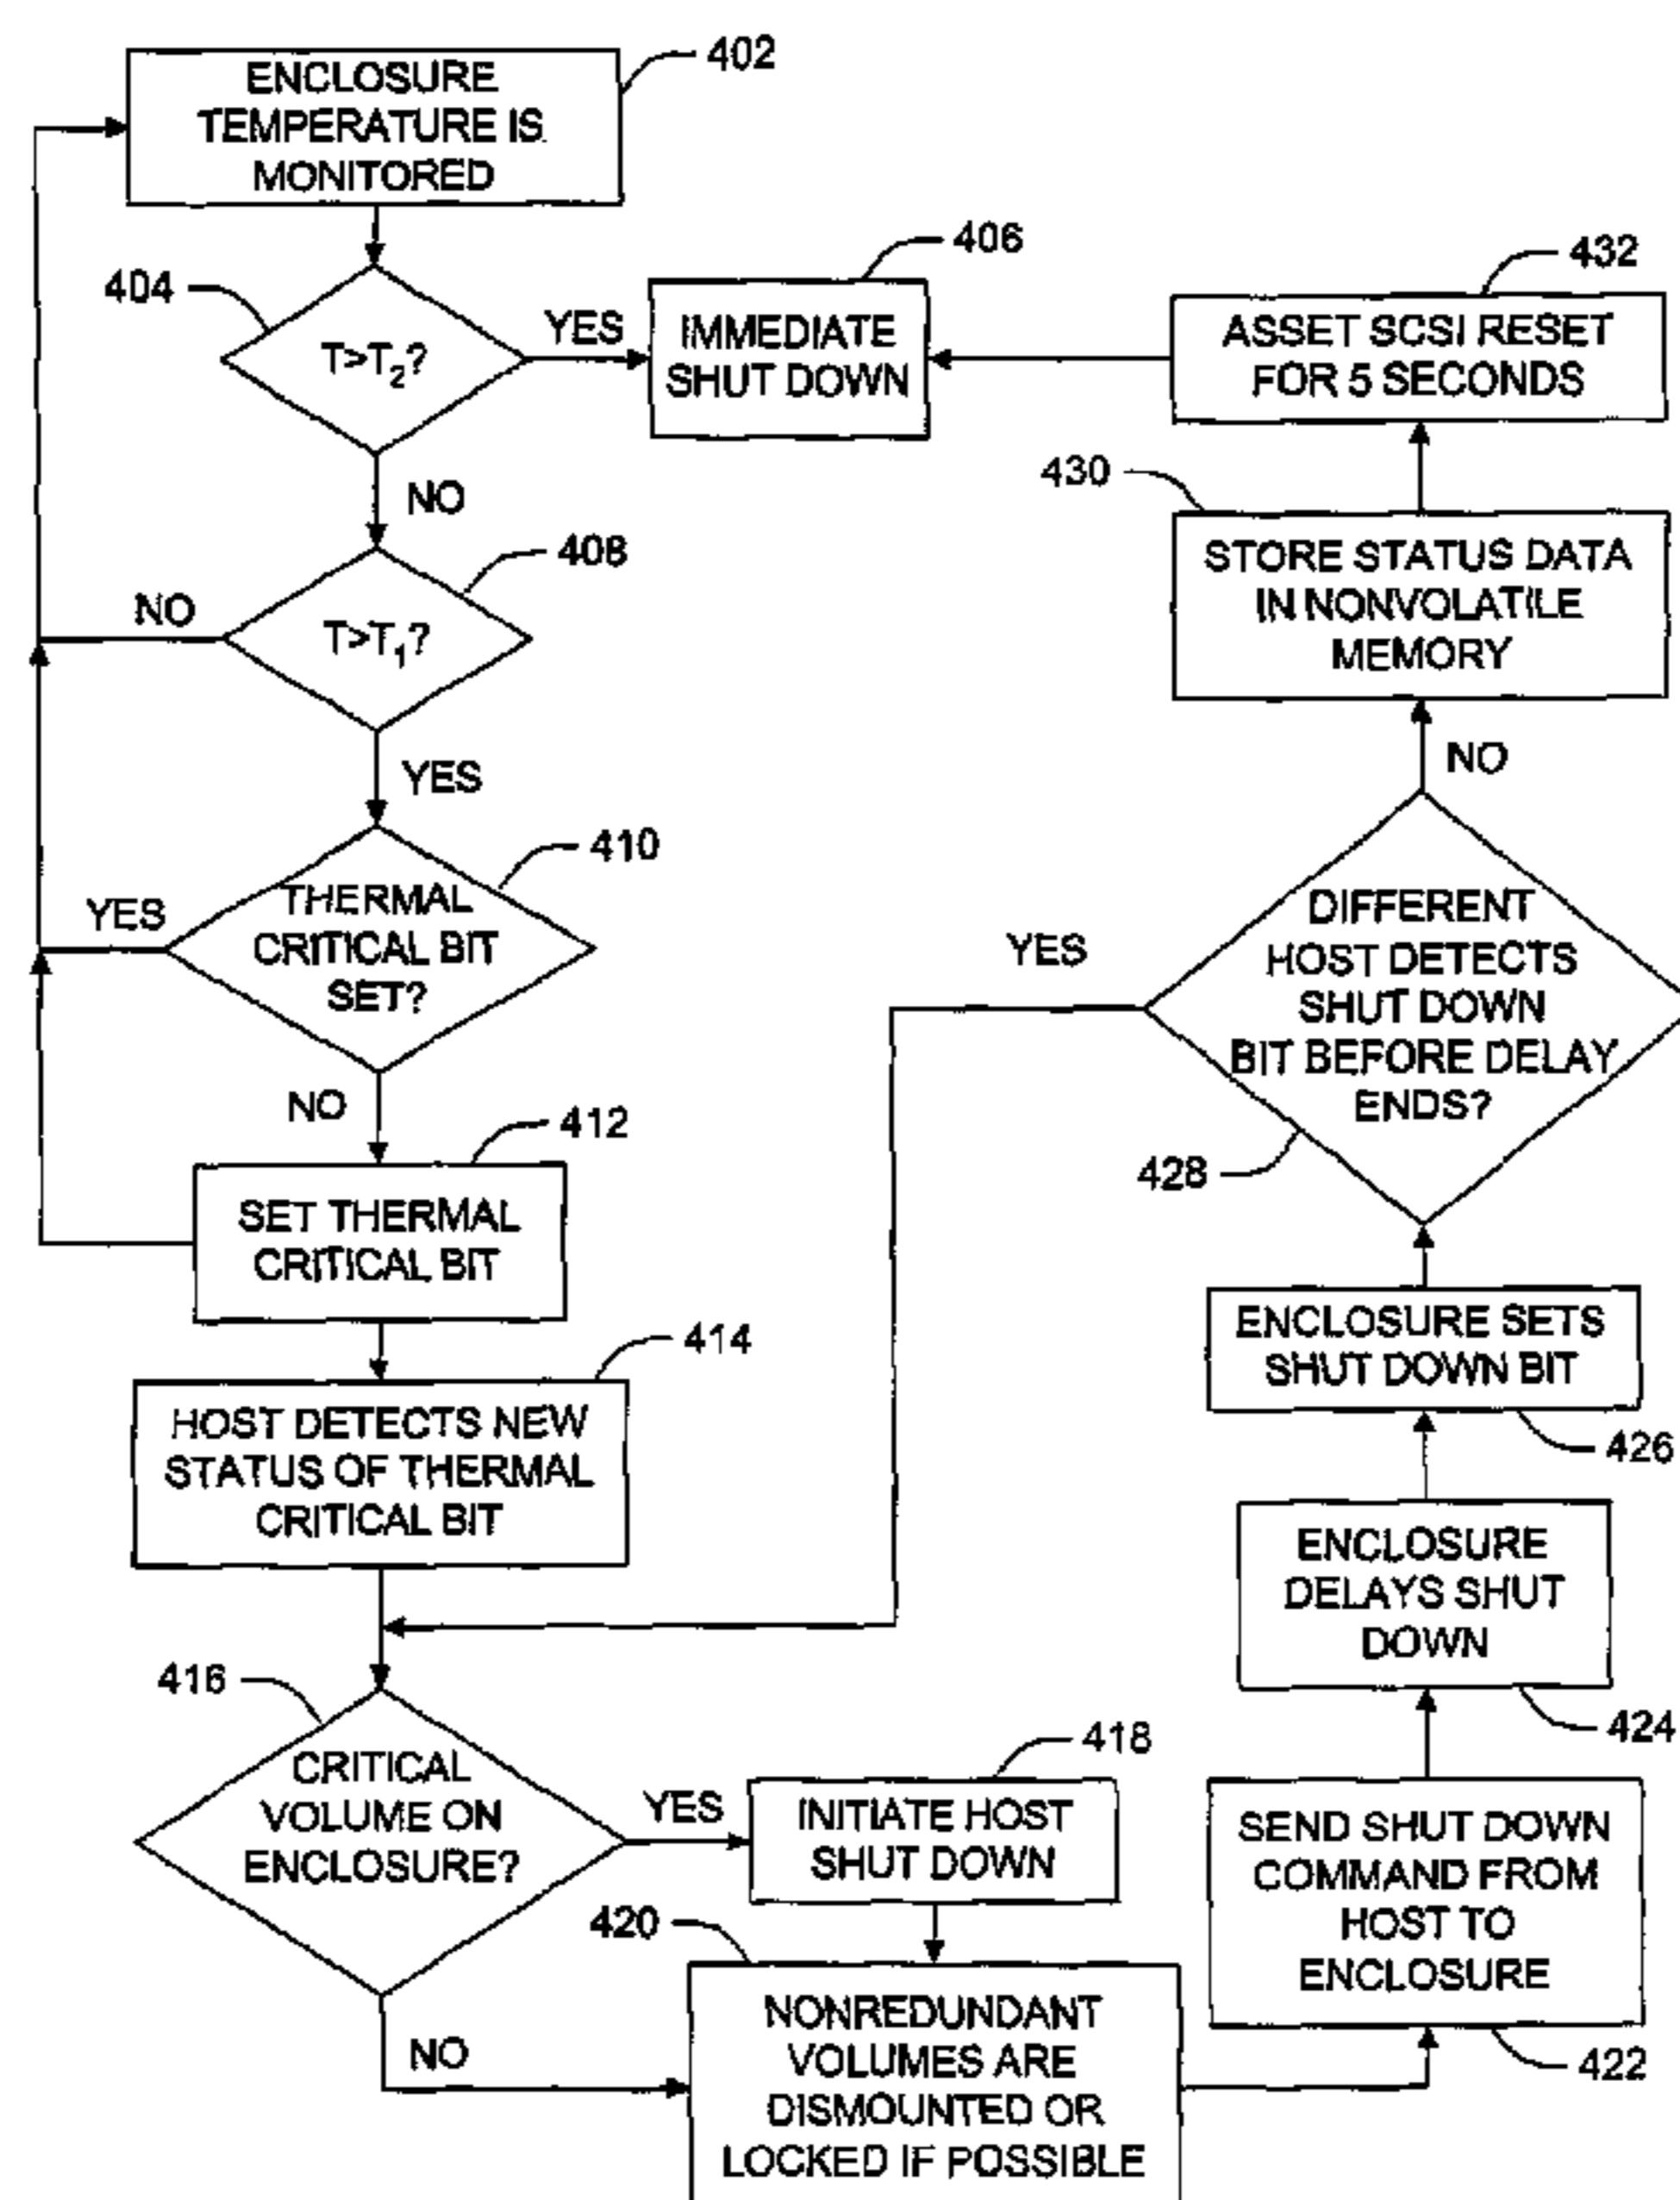 402
ENCLOSURE
TEMPERATURE IS
MONITORED
404
T>T2?
YES
406
IMMEDIATE
SHUT DOWN
432
ASSET SCSI RESET
FOR 5 SECONDS
NO
430
STORE STATUS DATA
IN NONVOLATILE
MEMORY
408
NO
T>T1?
YES
NO
410
YES
THERMAL
CRITICAL BIT
SET?
YES
DIFFERENT
HOST DETECTS
SHUT DOWN
BIT BEFORE DELAY
ENDS?
428
NO
412
SET THERMAL
CRITICAL BIT
ENCLOSURE SETS
SHUT DOWN BIT
426
414
HOST DETECTS NEW
STATUS OF THERMAL
CRITICAL BIT
ENCLOSURE
DELAYS SHUT
DOWN
424
416
CRITICAL
VOLUME ON
ENCLOSURE?
YES
418
INITIATE HOST
SHUT DOWN
SEND SHUT DOWN
COMMAND FROM
HOST TO
ENCLOSURE
422
420
NO
NONREDUNDANT
VOLUMES ARE
DISMOUNTED OR
LOCKED IF POSSIBLE